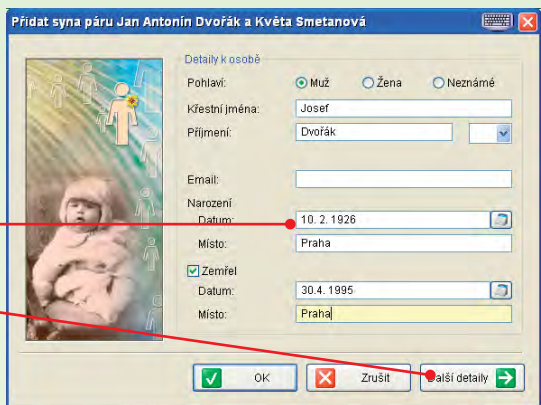 Přidat syna páru Jan Antonín Dvořák a Květa Smetanová
Detaily k osobě
Pohlaví: Muž Žena Neznámé
Křestní jména: Josef
Příjmení: Dvořák
Email:
Narození
Datum: 10. 2. 1926
Místo: Praha
Zemřel
Datum: 30.4. 1995
Místo: Praha
OK Zrušit Další detaily